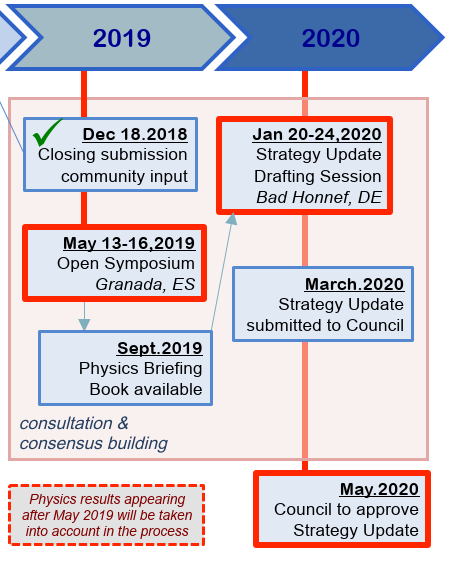 2019
2020
Dec 18.2018
Closing submission
community input
May 13-16,2019
Open Symposium
Granada, ES
Sept.2019
Physics Briefing
Book available
Jan 20-24,2020
Strategy Update
Drafting Session
Bad Honnef, DE
March.2020
Strategy Update
submitted to Council
consultation &
consensus building
Physics results appearing
after May 2019 will be taken
into account in the process
May.2020
Council to approve
Strategy Update